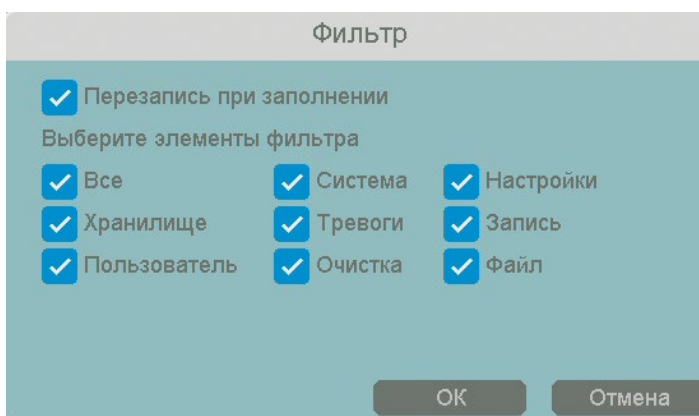 Фильтр
Перезапись при заполнении
Выберите элементы фильтра
Все Система Настройки
Хранилище Тревоги Запись
Пользователь Очистка Файл
ОК Отмена